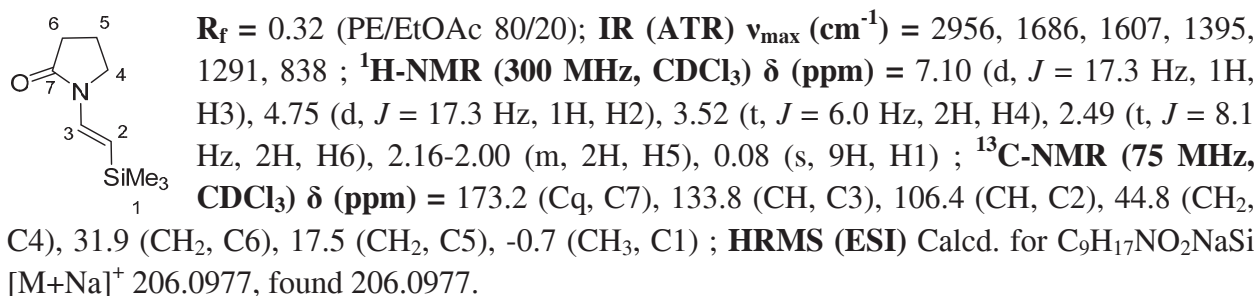 R_f = 0.32 (PE/EtOAc 80/20); IR (ATR) ν_max (cm⁻¹) = 2956, 1686, 1607, 1395,
1291, 838 ; ¹H-NMR (300 MHz, CDCl₃) δ (ppm) = 7.10 (d, J = 17.3 Hz, 1H,
H3), 4.75 (d, J = 17.3 Hz, 1H, H2), 3.52 (t, J = 6.0 Hz, 2H, H4), 2.49 (t, J = 8.1
Hz, 2H, H6), 2.16-2.00 (m, 2H, H5), 0.08 (s, 9H, H1) ; ¹³C-NMR (75 MHz,
CDCl₃) δ (ppm) = 173.2 (Cq, C7), 133.8 (CH, C3), 106.4 (CH, C2), 44.8 (CH₂,
C4), 31.9 (CH₂, C6), 17.5 (CH₂, C5), -0.7 (CH₃, C1) ; HRMS (ESI) Calcd. for C₉H₁₇NO₂NaSi
[M+Na]⁺ 206.0977, found 206.0977.
6 5
O 7 4
N
3 2
SiMe₃
1